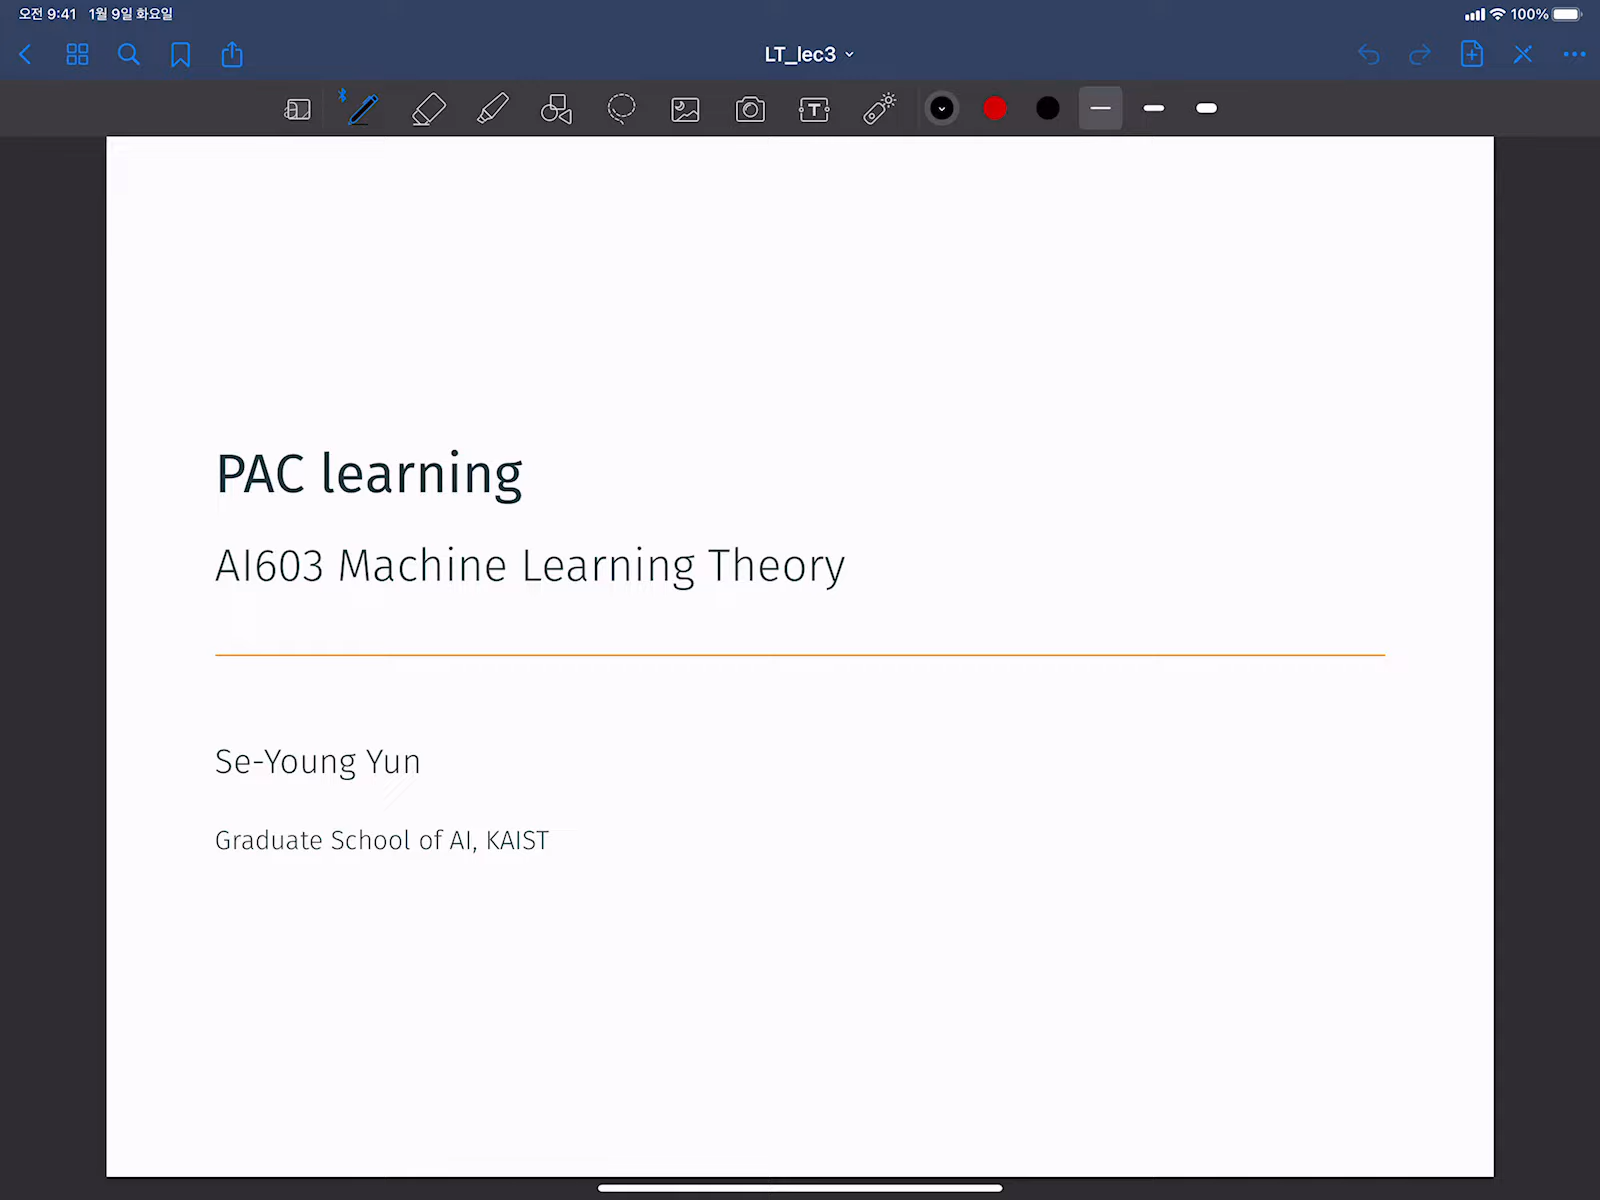 오전 9:41 1월 9일 화요일
100%
LT_lec3
T
PAC learning
AI603 Machine Learning Theory
Se-Young Yun
Graduate School of AI, KAIST